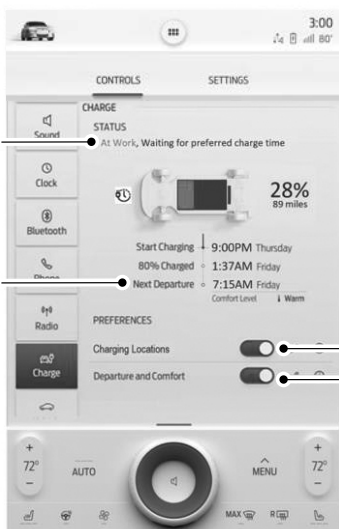 3:00
80°
CONTROLS SETTINGS
CHARGE
STATUS
At Work, Waiting for preferred charge time
Sound
Clock
Bluetooth
Phone
Radio
Charge
28%
89 miles
Start Charging 9:00PM Thursday
80% Charged 1:37AM Friday
Next Departure 7:15AM Friday
Comfort Level Warm
PREFERENCES
Charging Locations
Departure and Comfort
+ +
72° AUTO MENU 72°
- -
MAX R